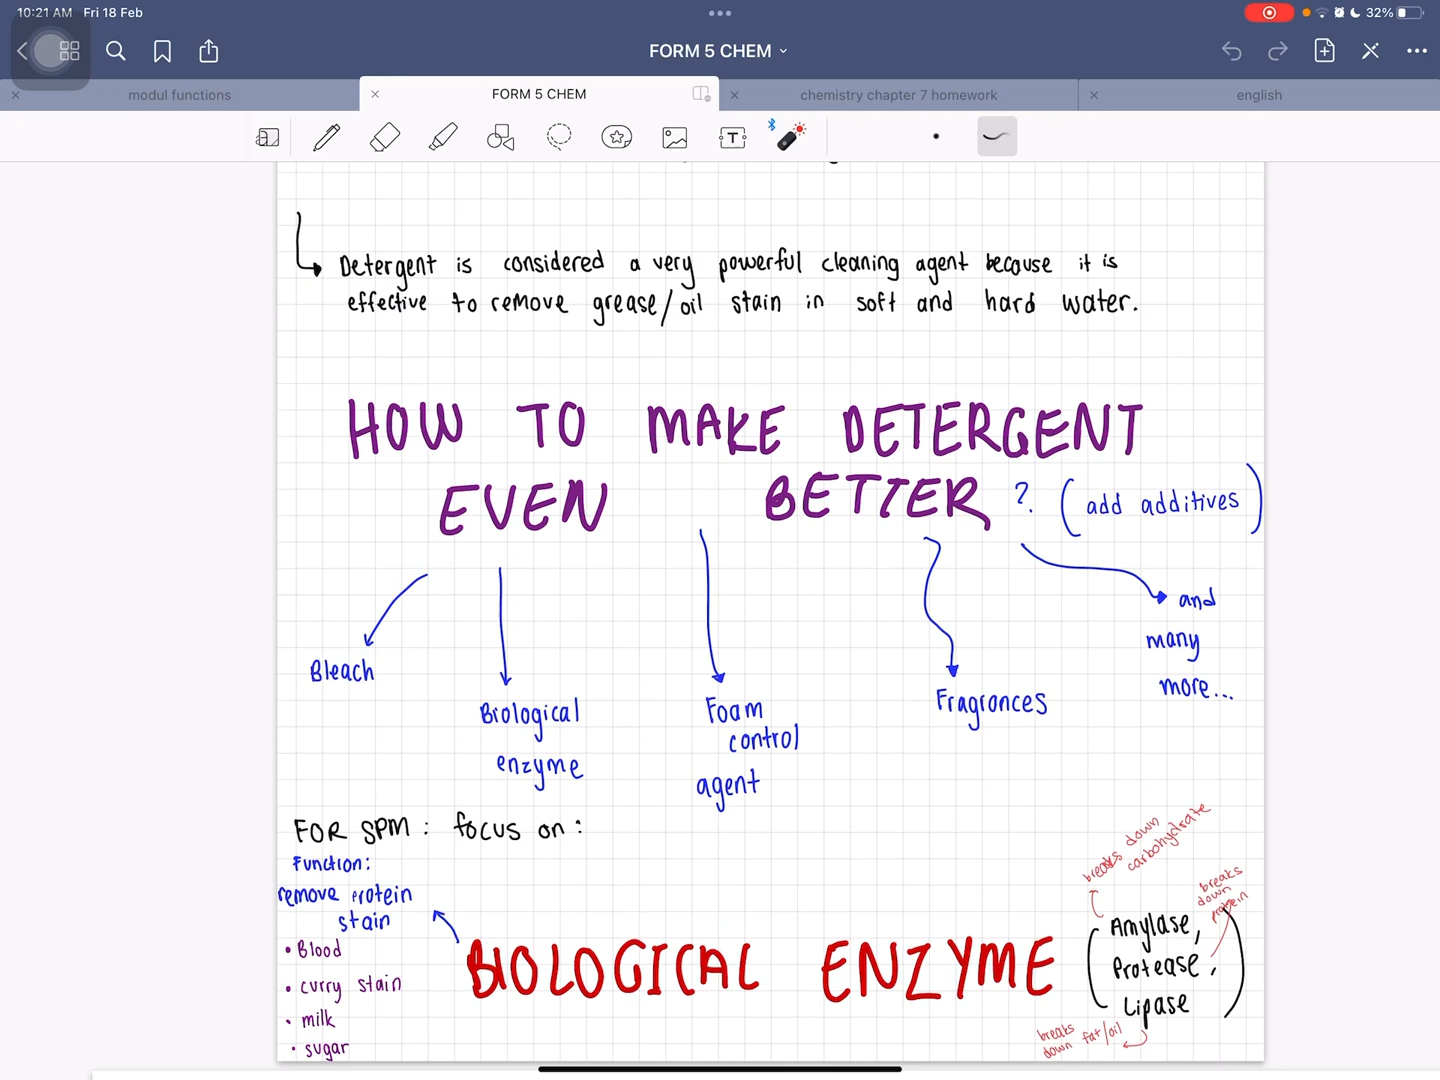 10:21 AM Fri 18 Feb
32%
FORM 5 CHEM
modul functions
FORM 5 CHEM
chemistry chapter 7 homework
english
Detergent is considered a very powerful cleaning agent because it is
effective to remove grease/oil stain in soft and hard water.
HOW TO MAKE DETERGENT
EVEN BETTER ? (add additives)
Bleach
Biological
enzyme
Foam
control
agent
Fragrances
and
many
more...
FOR SPM : focus on :
Function:
remove protein
stain
• Blood
• curry stain
• milk
• sugar
BIOLOGICAL ENZYME
(Amylase,
Protease,
Lipase)
breaks down
carbohydrate
breaks
down
protein
breaks
down fat/oil